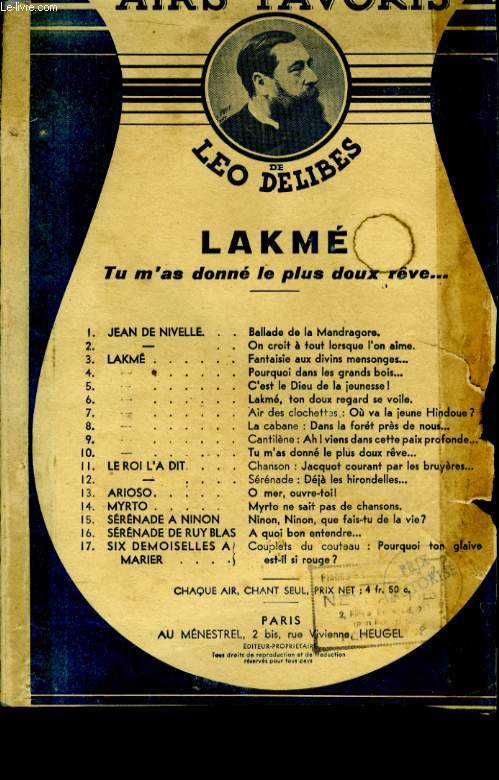 Le-livre.com
AIRS FAVORIS
DE
LEO DELIBES
LAKMÉ
Tu m'as donné le plus doux rêve...
1. JEAN DE NIVELLE. . . Ballade de la Mandragore.
2. — . . . On croit à tout lorsque l'on aime.
3. LAKMÉ . . . . . . Fantaisie aux divins mensonges...
4. — . . . . . . Pourquoi dans les grands bois...
5. — . . . . . . C'est le Dieu de la jeunesse!
6. — . . . . . . Lakmé, ton doux regard se voile.
7. — . . . . . . Air des clochettes : Où va la jeune Hindoue ?
8. — . . . . . . La cabane : Dans la forêt près de nous...
9. — . . . . . . Cantilène : Ah ! viens dans cette paix profonde...
10. — . . . . . . Tu m'as donné le plus doux rêve...
11. LE ROI L'A DIT. . . . Chanson : Jacquot courant par les bruyères...
12. — . . . Sérénade : Déjà les hirondelles...
13. ARIOSO. . . . . . O mer, ouvre-toi!
14. MYRTO . . . . . . Myrto ne sait pas de chansons.
15. SÉRÉNADE A NINON Ninon, Ninon, que fais-tu de la vie?
16. SÉRÉNADE DE RUY BLAS A quoi bon entendre...
17. SIX DEMOISELLES A Couplets du couteau : Pourquoi ton glaive
MARIER . . . . est-il si rouge ?
CHAQUE AIR, CHANT SEUL, PRIX NET : 4 fr. 50 c.
PARIS
AU MÉNESTREL, 2 bis, rue Vivienne, HEUGEL
ÉDITEUR-PROPRIÉTAIRE
Tous droits de reproduction et de traduction
réservés pour tous pays
PRIX